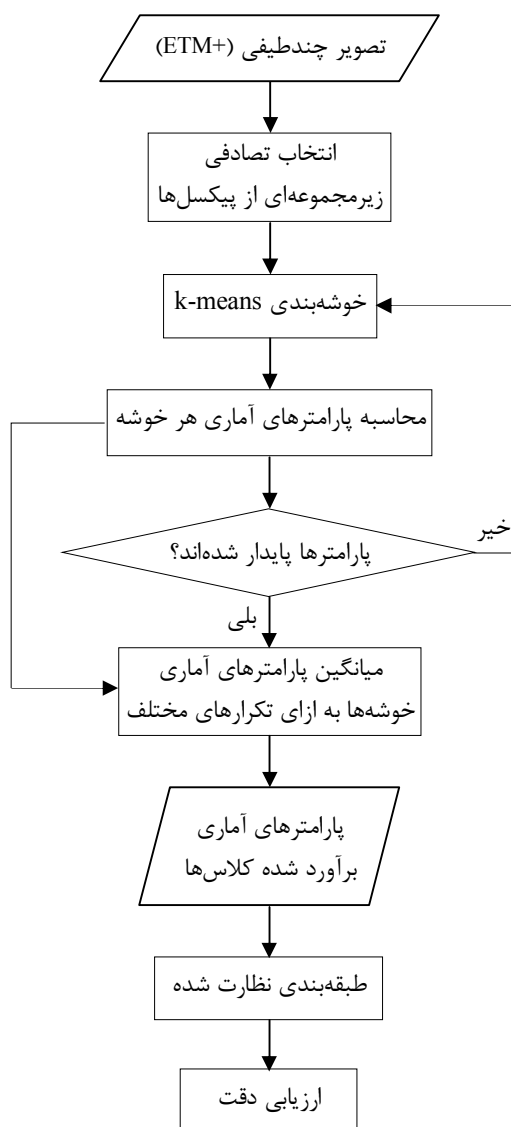 تصویر چندطیفی (ETM+)
انتخاب تصادفی
زیرمجموعه‌ای از پیکسل‌ها
خوشه‌بندی k-means
محاسبه پارامترهای آماری هر خوشه
پارامترها پایدار شده‌اند؟
خیر
بلی
میانگین پارامترهای آماری
خوشه‌ها به ازای تکرارهای مختلف
پارامترهای آماری
برآورد شده کلاس‌ها
طبقه‌بندی نظارت شده
ارزیابی دقت